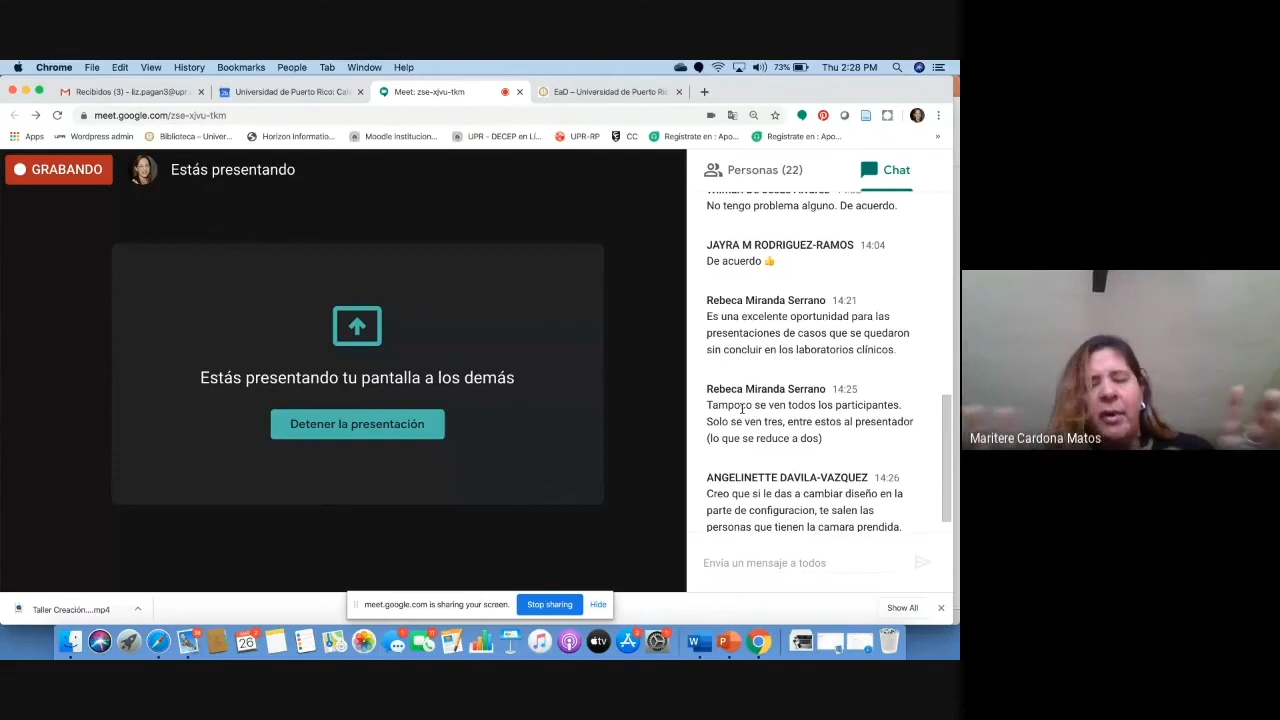 Chrome File Edit View History Bookmarks People Tab Window Help 73% Thu 2:28 PM
Recibidos (3) - liz.pagan3@upr. Universidad de Puerto Rico: Cale Meet: zse-xjvu-tkm EaD – Universidad de Puerto Ric
meet.google.com/zse-xjvu-tkm
Apps Wordpress admin Biblioteca – Univer... Horizon Informatio... Moodle Institucion... UPR - DECEP en Lí... UPR-RP CC Registrate en : Apo... Registrate en : Apo... »
GRABANDO
Estás presentando
Personas (22)
Chat
No tengo problema alguno. De acuerdo.
JAYRA M RODRIGUEZ-RAMOS 14:04
De acuerdo 👍
Rebeca Miranda Serrano 14:21
Es una excelente oportunidad para las
presentaciones de casos que se quedaron
sin concluir en los laboratorios clínicos.
Rebeca Miranda Serrano 14:25
Tampoco se ven todos los participantes.
Solo se ven tres, entre estos al presentador
(lo que se reduce a dos)
ANGELINETTE DAVILA-VAZQUEZ 14:26
Creo que si le das a cambiar diseño en la
parte de configuracion, te salen las
personas que tienen la camara prendida.
Envía un mensaje a todos
Estás presentando tu pantalla a los demás
Detener la presentación
Maritere Cardona Matos
Taller Creación....mp4
meet.google.com is sharing your screen. Stop sharing Hide
Show All